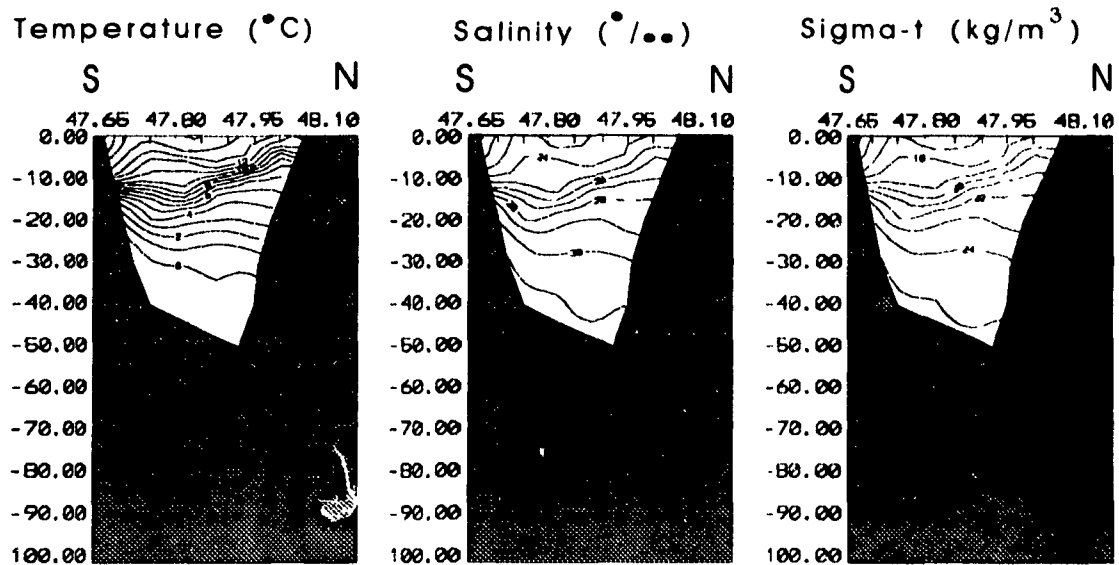 Temperature (°C) Salinity (°/••) Sigma-t (kg/m³)
S N S N S N
47.65 47.80 47.95 48.10 47.65 47.80 47.95 48.10 47.65 47.80 47.95 48.10
0.00 0.00 0.00
-10.00 -10.00 -10.00
-20.00 -20.00 -20.00
-30.00 -30.00 -30.00
-40.00 -40.00 -40.00
-50.00 -50.00 -50.00
-60.00 -60.00 -60.00
-70.00 -70.00 -70.00
-80.00 -80.00 -80.00
-90.00 -90.00 -90.00
100.00 100.00 100.00
4
24
30
18
24